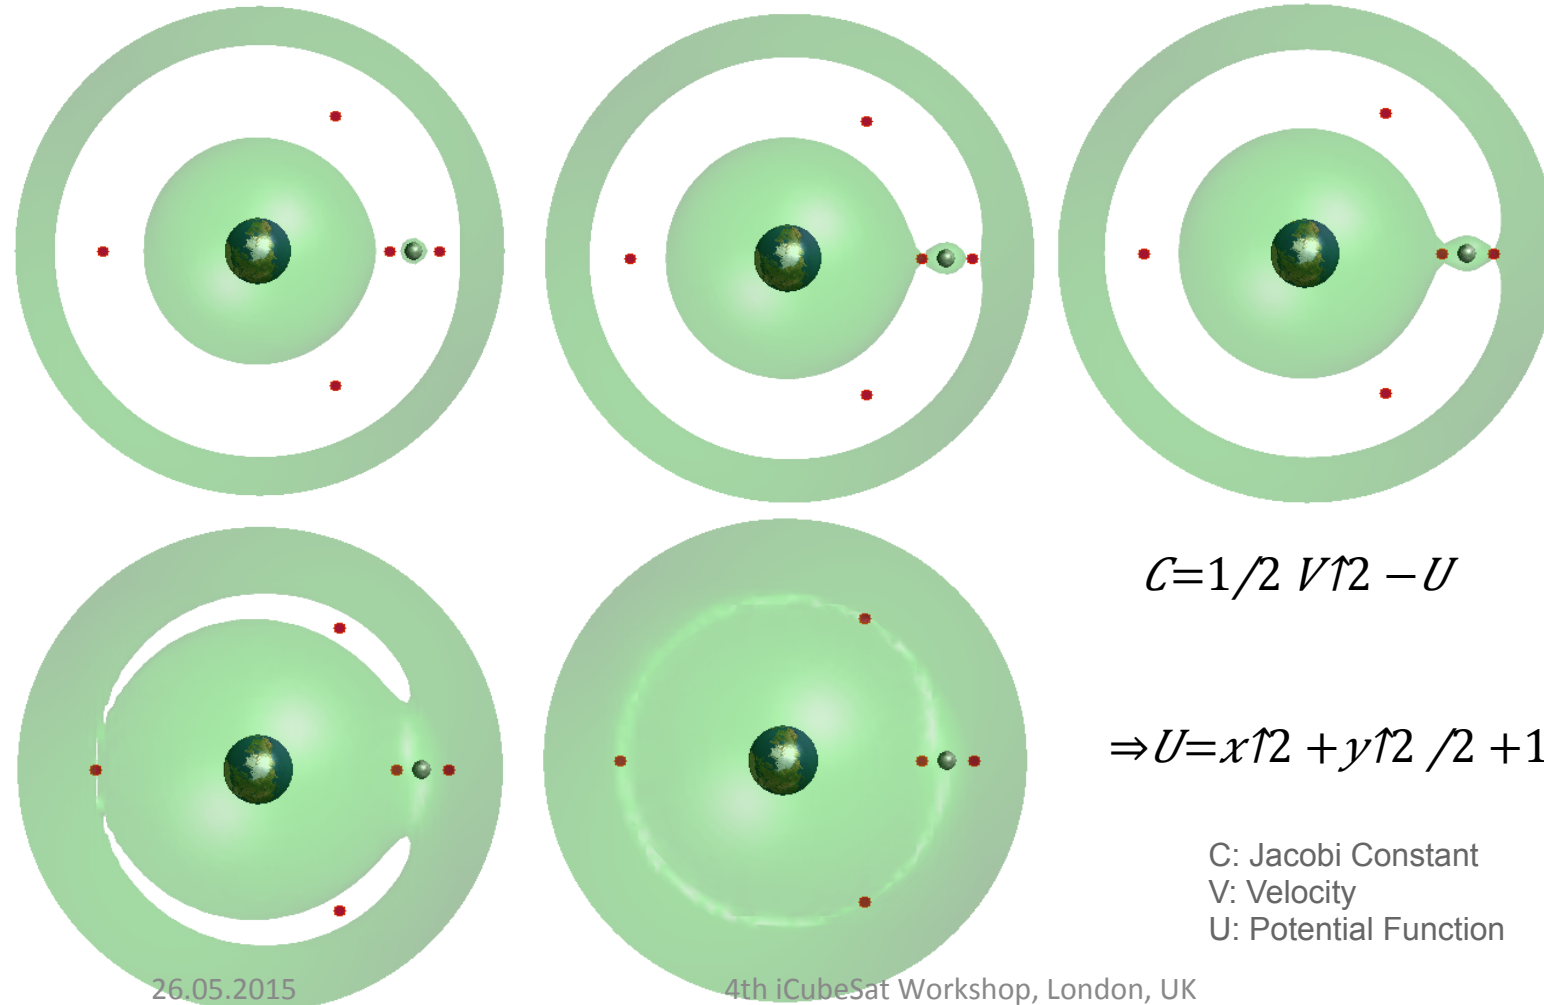 C=1/2 V↑2 −U
⇒U=x↑2 +y↑2 /2 +1
C: Jacobi Constant
V: Velocity
U: Potential Function
26.05.2015
4th iCubeSat Workshop, London, UK